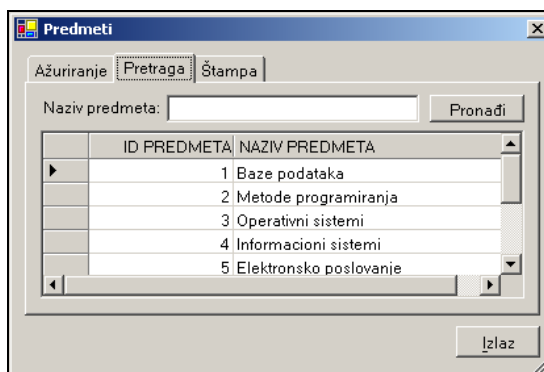 Predmeti
Ažuriranje Pretraga Štampa
Naziv predmeta: Pronađi
ID PREDMETA NAZIV PREDMETA
1 Baze podataka
2 Metode programiranja
3 Operativni sistemi
4 Informacioni sistemi
5 Elektronsko poslovanje
Izlaz